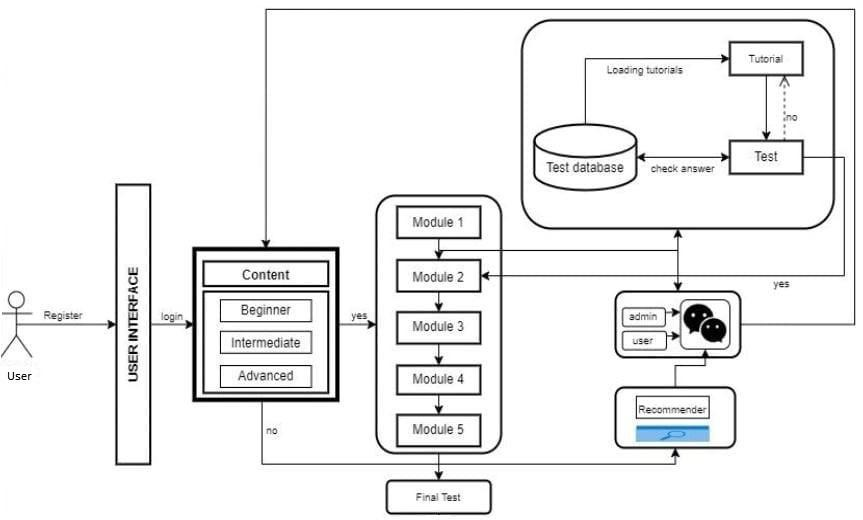 Tutorial
Loading tutorials
no
Test database
check answer
Test
Module 1
Content
Module 2
yes
Beginner
USER INTERFACE
Register
login
yes
Intermediate
Module 3
admin
user
User
Advanced
Module 4
Recommender
no
Module 5
Final Test